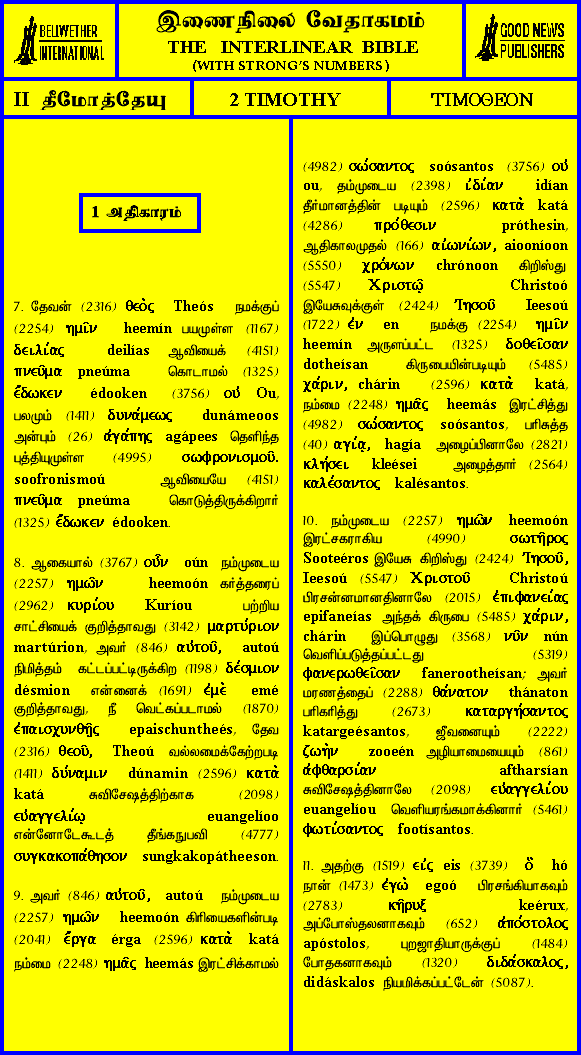 BELLWETHER
INTERNATIONAL
இணைநிலை வேதாகமம்
THE INTERLINEAR BIBLE
(WITH STRONG'S NUMBERS)
GOOD NEWS
PUBLISHERS
II தீமோத்தேயு
2 TIMOTHY
ΤΙΜΟΘΕΟΝ
1 அதிகாரம்
7. தேவன் (2316) θεὸς Theós நமக்குப்
(2254) ημῖν heemín பயமுள்ள (1167)
δειλίας deilías ஆவியைக் (4151)
πνεῦμα pneúma கொடாமல் (1325)
ἔδωκεν édooken (3756) οὐ Ou,
பலமும் (1411) δυνάμεως dunámeoos
அன்பும் (26) ἀγάπης agápees தெளிந்த
புத்தியுமுள்ள (4995) σωφρονισμοῦ.
soofronismoú ஆவியையே (4151)
πνεῦμα pneúma கொடுத்திருக்கிறார்
(1325) ἔδωκεν édooken.
8. ஆகையால் (3767) οὖν oún நம்முடைய
(2257) ημῶν heemoón கர்த்தரைப்
(2962) κυρίου Kuríou பற்றிய
சாட்சியைக் குறித்தாவது (3142) μαρτύριον
martúrion, அவர் (846) αὐτοῦ, autoú
நிமித்தம் கட்டப்பட்டிருக்கிற (1198) δέσμιον
désmion என்னைக் (1691) ἐμὲ emé
குறித்தாவது, நீ வெட்கப்படாமல் (1870)
ἐπαισχυνθῇς epaischuntheés, தேவ
(2316) θεοῦ, Theoú வல்லமைக்கேற்றபடி
(1411) δύναμιν dúnamin (2596) κατὰ
katá சுவிசேஷத்திற்காக (2098)
εὐαγγελίῳ euangelíoo
என்னோடேகூடத் தீங்கநுபவி (4777)
συγκακοπάθησον sungkakopátheeson.
9. அவர் (846) αὐτοῦ, autoú நம்முடைய
(2257) ημῶν heemoón கிரியைகளின்படி
(2041) ἔργα érga (2596) κατὰ katá
நம்மை (2248) ημᾶς heemás இரட்சிக்காமல்
(4982) σώσαντος soósantos (3756) οὐ
ou, தம்முடைய (2398) ἰδίαν idían
தீர்மானத்தின் படியும் (2596) κατὰ katá
(4286) πρόθεσιν próthesin,
ஆதிகாலமுதல் (166) αἰωνίων, aiooníoon
(5550) χρόνων chrónoon கிறிஸ்து
(5547) Χριστῷ Christoó
இயேசுவுக்குள் (2424) Ἰησοῦ Ieesoú
(1722) ἐν en நமக்கு (2254) ημῖν
heemín அருளப்பட்ட (1325) δοθεῖσαν
dotheísan கிருபையின்படியும் (5485)
χάριν, chárin (2596) κατὰ katá,
நம்மை (2248) ημᾶς heemás இரட்சித்து
(4982) σώσαντος soósantos, பரிசுத்த
(40) αγίᾳ, hagía அழைப்பினாலே (2821)
κλήσει kleései அழைத்தார் (2564)
καλέσαντος kalésantos.
10. நம்முடைய (2257) ημῶν heemoón
இரட்சகராகிய (4990) σωτῆρος
Sooteéros இயேசு கிறிஸ்து (2424) Ἰησοῦ,
Ieesoú (5547) Χριστοῦ Christoú
பிரசன்னமானதினாலே (2015) ἐπιφανείας
epifaneías அந்தக் கிருபை (5485) χάριν,
chárin இப்பொழுது (3568) νῦν nún
வெளிப்படுத்தப்பட்டது (5319)
φανερωθεῖσαν fanerootheísan; அவர்
மரணத்தைப் (2288) θάνατον thánaton
பரிகரித்து (2673) καταργήσαντος
katargeésantos, ஜீவனையும் (2222)
ζωὴν zooeén அழியாமையையும் (861)
ἀφθαρσίαν aftharsían
சுவிசேஷத்தினாலே (2098) εὐαγγελίου
euangelíou வெளியரங்கமாக்கினார் (5461)
φωτίσαντος footísantos.
11. அதற்கு (1519) εἰς eis (3739) ὃ hó
நான் (1473) ἐγὼ egoó பிரசங்கியாகவும்
(2783) κῆρυξ keérux,
அப்போஸ்தலனாகவும் (652) ἀπόστολος
apóstolos, புறஜாதியாருக்குப் (1484)
போதகனாகவும் (1320) διδάσκαλος,
didáskalos நியமிக்கப்பட்டேன் (5087).